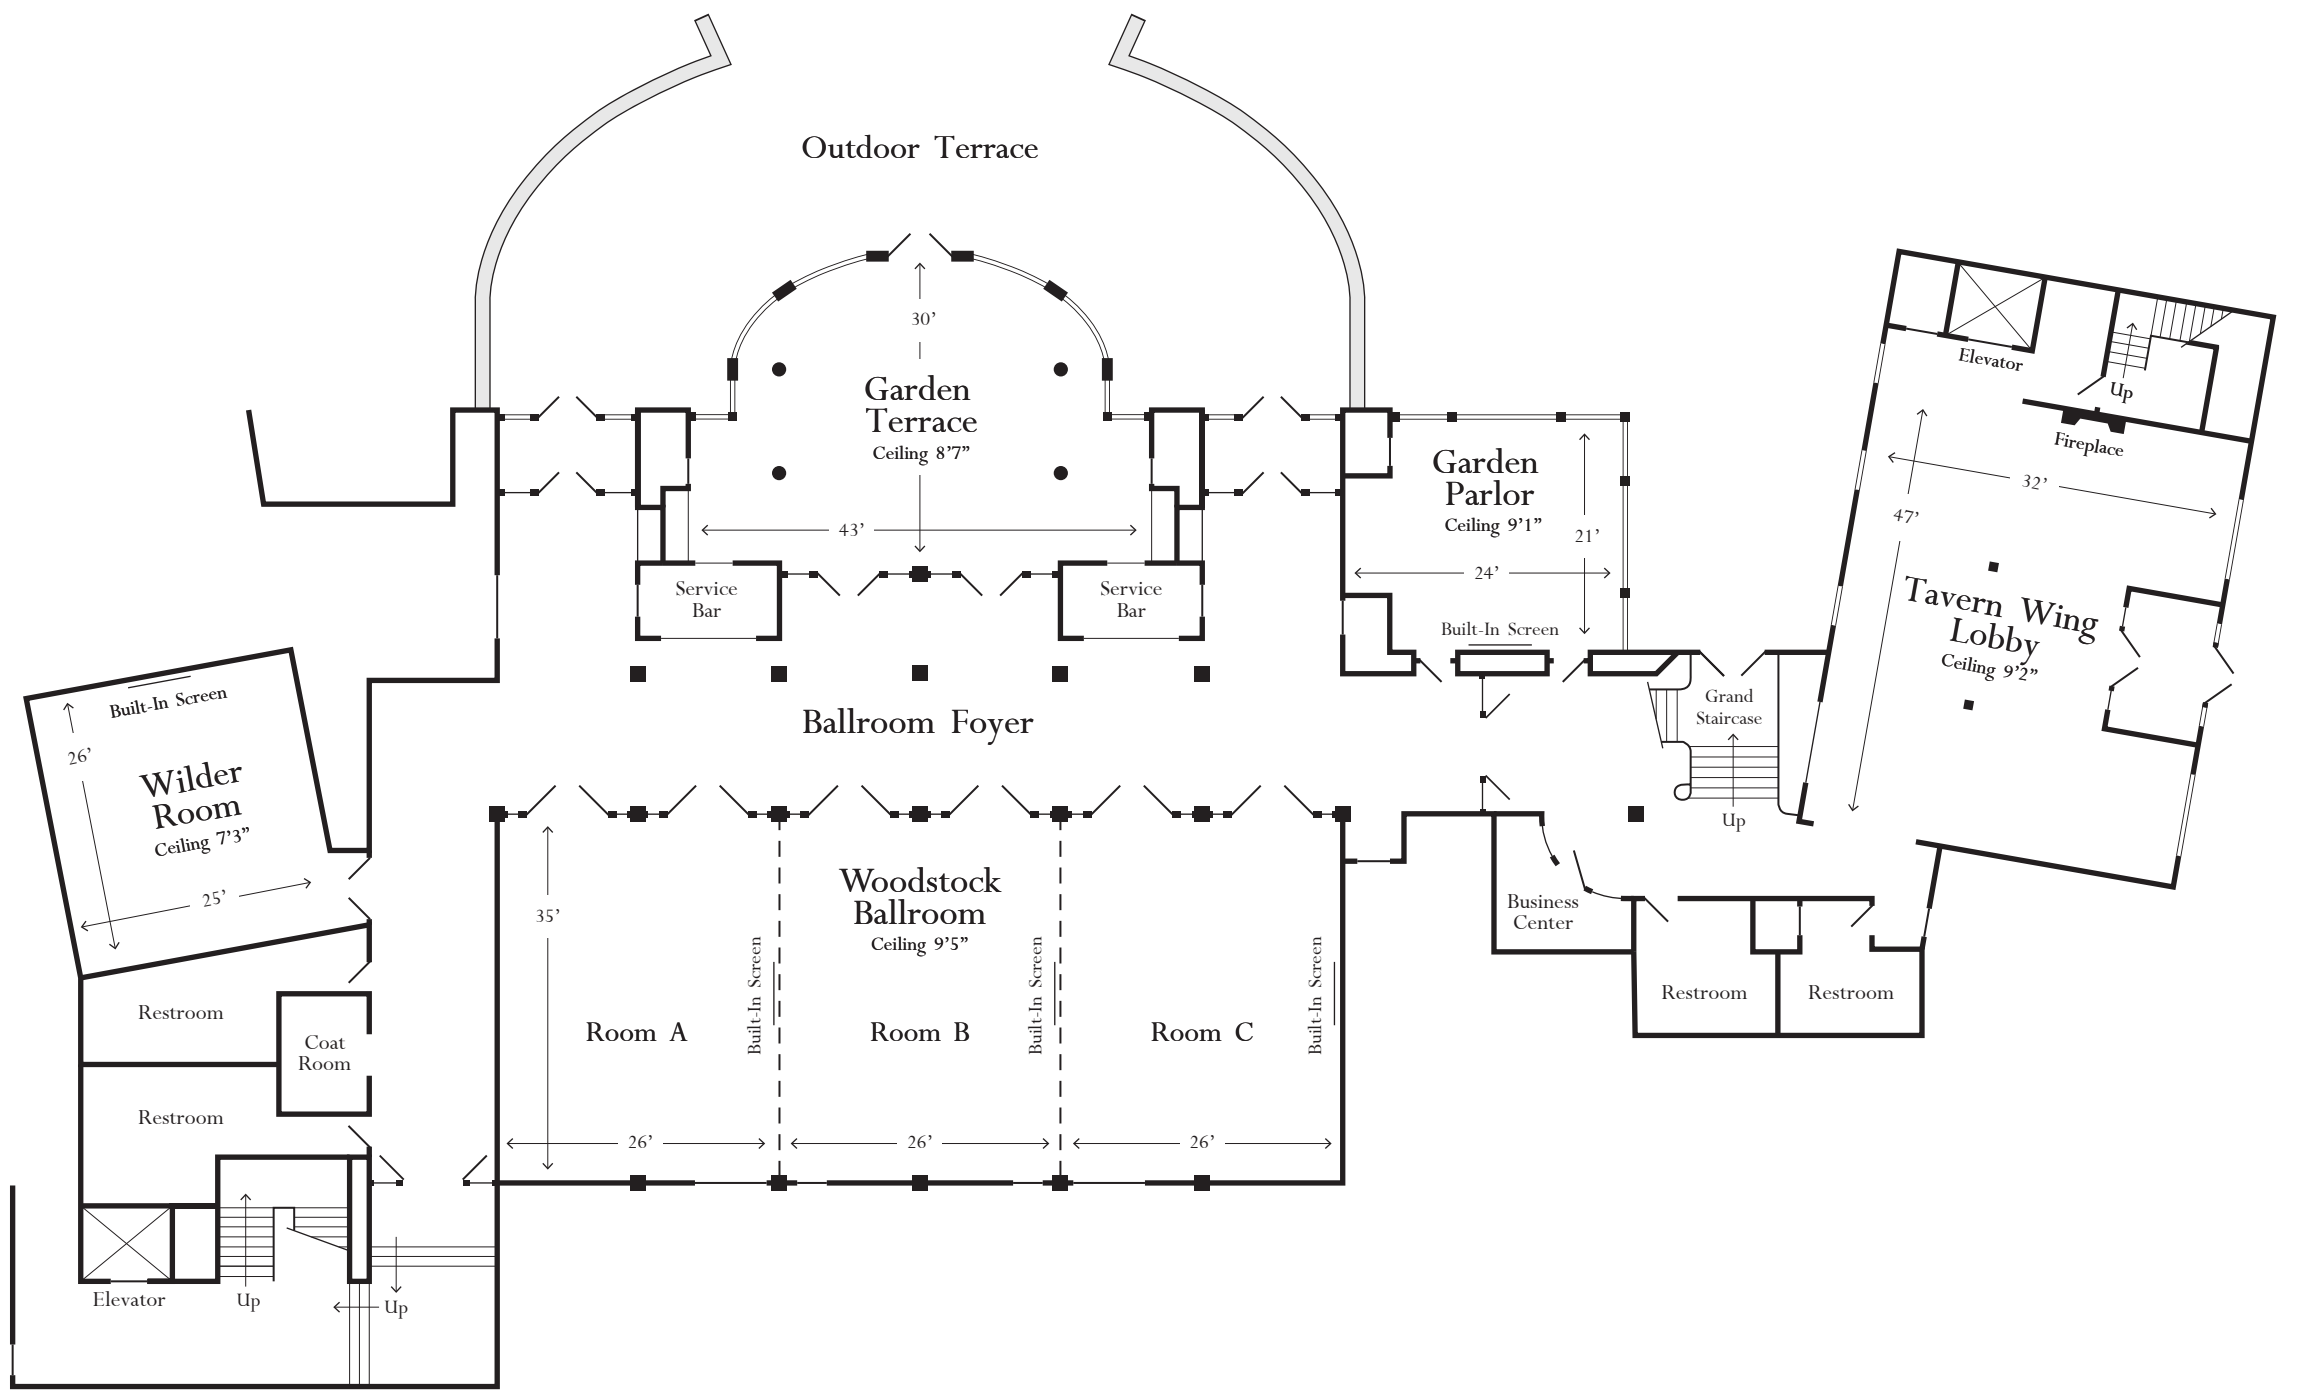 Outdoor Terrace
30’
Garden
Terrace
Ceiling 8’7”
43’
Service
Bar
Service
Bar
Garden
Parlor
Ceiling 9’1”
21’
24’
Built-In Screen
Elevator
Up
Fireplace
32’
47’
Tavern Wing
Lobby
Ceiling 9’2”
Grand
Staircase
Up
Built-In Screen
26’
Wilder
Room
Ceiling 7’3”
25’
Ballroom Foyer
35’
Woodstock
Ballroom
Ceiling 9’5”
Built-In Screen
Built-In Screen
Built-In Screen
Room A
Room B
Room C
26’
26’
26’
Business
Center
Restroom
Restroom
Restroom
Coat
Room
Restroom
Elevator
Up
Up